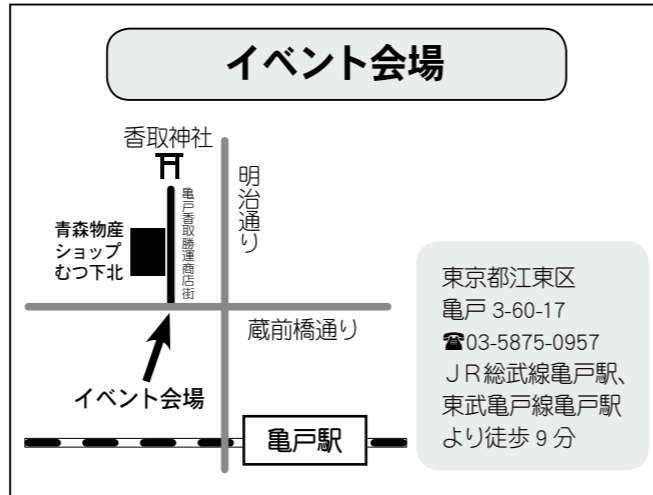 イベント会場
香取神社
明治通り
亀戸香取勝運商店街
青森物産
ショップ
むつ下北
蔵前橋通り
イベント会場
亀戸駅
東京都江東区
亀戸 3-60-17
☎03-5875-0957
ＪＲ総武線亀戸駅、
東武亀戸線亀戸駅
より徒歩 9 分